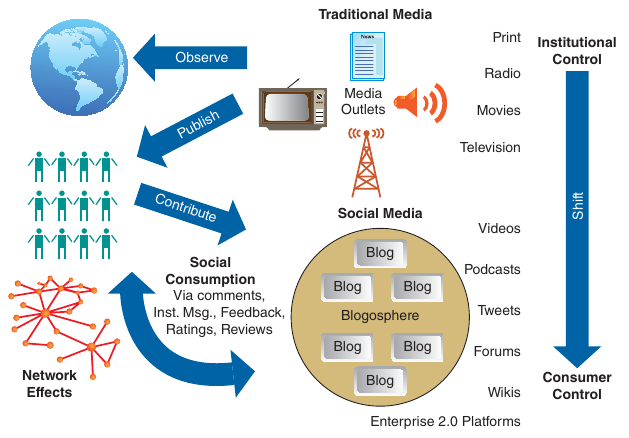 Traditional Media
News
Observe
Media
Outlets
Publish
Contribute
Print
Radio
Movies
Television
Institutional
Control
Shift
Social Media
Blog
Blog
Blog
Blogosphere
Blog
Blog
Blog
Social
Consumption
Via comments,
Inst. Msg., Feedback,
Ratings, Reviews
Network
Effects
Videos
Podcasts
Tweets
Forums
Wikis
Enterprise 2.0 Platforms
Consumer
Control